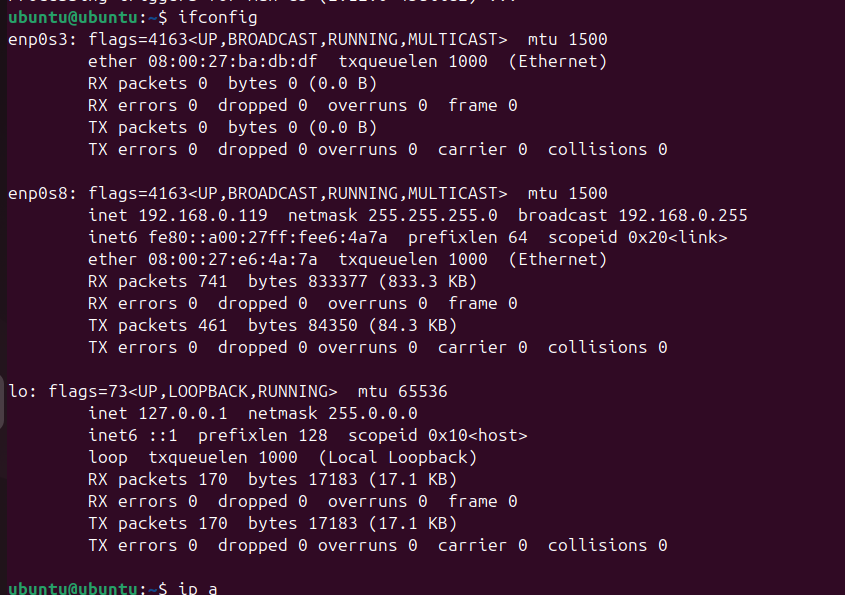 ubuntu@ubuntu:~$ ifconfig
enp0s3: flags=4163<UP,BROADCAST,RUNNING,MULTICAST>  mtu 1500
        ether 08:00:27:ba:db:df  txqueuelen 1000  (Ethernet)
        RX packets 0  bytes 0 (0.0 B)
        RX errors 0  dropped 0  overruns 0  frame 0
        TX packets 0  bytes 0 (0.0 B)
        TX errors 0  dropped 0 overruns 0  carrier 0  collisions 0

enp0s8: flags=4163<UP,BROADCAST,RUNNING,MULTICAST>  mtu 1500
        inet 192.168.0.119  netmask 255.255.255.0  broadcast 192.168.0.255
        inet6 fe80::a00:27ff:fee6:4a7a  prefixlen 64  scopeid 0x20<link>
        ether 08:00:27:e6:4a:7a  txqueuelen 1000  (Ethernet)
        RX packets 741  bytes 833377 (833.3 KB)
        RX errors 0  dropped 0  overruns 0  frame 0
        TX packets 461  bytes 84350 (84.3 KB)
        TX errors 0  dropped 0 overruns 0  carrier 0  collisions 0

lo: flags=73<UP,LOOPBACK,RUNNING>  mtu 65536
        inet 127.0.0.1  netmask 255.0.0.0
        inet6 ::1  prefixlen 128  scopeid 0x10<host>
        loop  txqueuelen 1000  (Local Loopback)
        RX packets 170  bytes 17183 (17.1 KB)
        RX errors 0  dropped 0  overruns 0  frame 0
        TX packets 170  bytes 17183 (17.1 KB)
        TX errors 0  dropped 0 overruns 0  carrier 0  collisions 0

ubuntu@ubuntu:~$ ip a